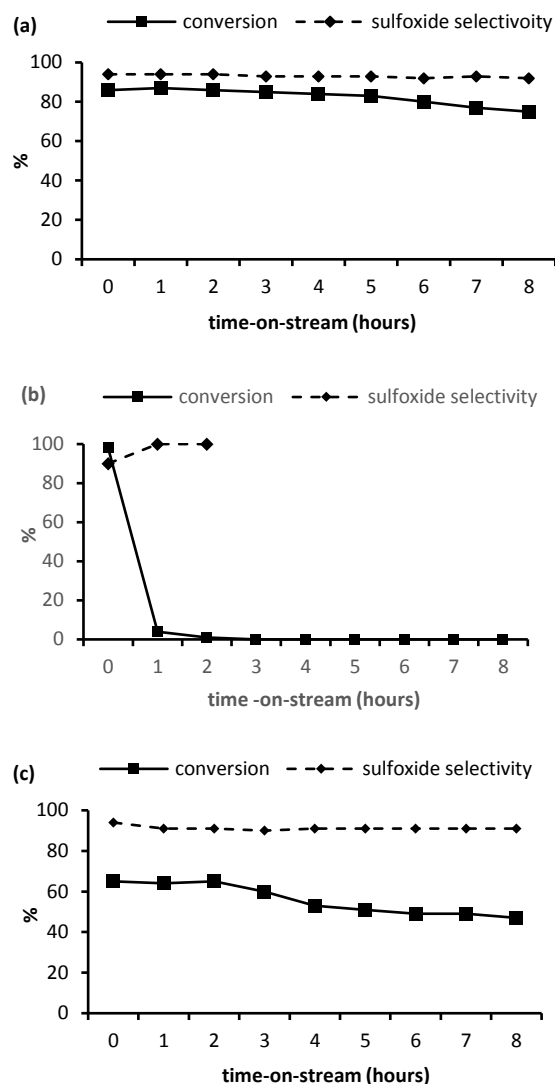 (a)
conversion sulfoxide selectivoity
100
80
60
40
20
0
%
0 1 2 3 4 5 6 7 8
time-on-stream (hours)
(b)
conversion sulfoxide selectivity
100
80
60
40
20
0
%
0 1 2 3 4 5 6 7 8
time -on-stream (hours)
(c)
conversion sulfoxide selectivity
100
80
60
40
20
0
%
0 1 2 3 4 5 6 7 8
time-on-stream (hours)